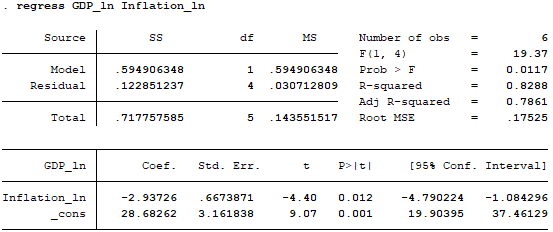 . regress GDP_ln Inflation_ln
Source SS df MS Number of obs = 6
F(1, 4) = 19.37
Model .594906348 1 .594906348 Prob > F = 0.0117
Residual .122851237 4 .030712809 R-squared = 0.8288
Adj R-squared = 0.7861
Total .717757585 5 .143551517 Root MSE = .17525
GDP_ln Coef. Std. Err. t P>|t| [95% Conf. Interval]
Inflation_ln -2.93726 .6673871 -4.40 0.012 -4.790224 -1.084296
_cons 28.68262 3.161838 9.07 0.001 19.90395 37.46129